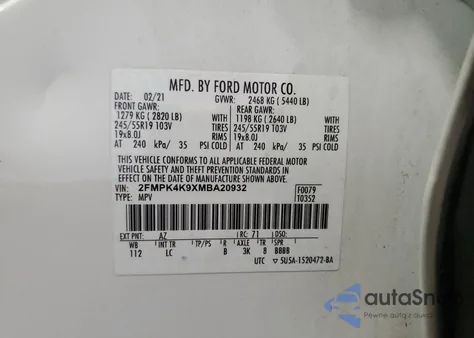 MFD. BY FORD MOTOR CO.
DATE: 02/21 GVWR: 2468 KG ( 5440 LB)
FRONT GAWR: REAR GAWR:
1279 KG ( 2820 LB) WITH 1198 KG ( 2640 LB) WITH
245/55R19 103V TIRES 245/55R19 103V TIRES
19x8.0J RIMS 19x8.0J RIMS
AT 240 kPa/ 35 PSI COLD AT 240 kPa/ 35 PSI COLD
THIS VEHICLE CONFORMS TO ALL APPLICABLE FEDERAL MOTOR
VEHICLE SAFETY AND THEFT PREVENTION STANDARDS IN EFFECT
ON THE DATE OF MANUFACTURE SHOWN ABOVE.
VIN: 2FMPK4K9XMBA20932 F0079
TYPE: MPV T0352
EXT PNT: AZ RC: 71 DSO:
WB INT TR TP/PS R AXLE TR SPR
112 LC B 3K 8 BBBB
UTC 5U5A-1520472-BA
autaSna
Pewne auta z